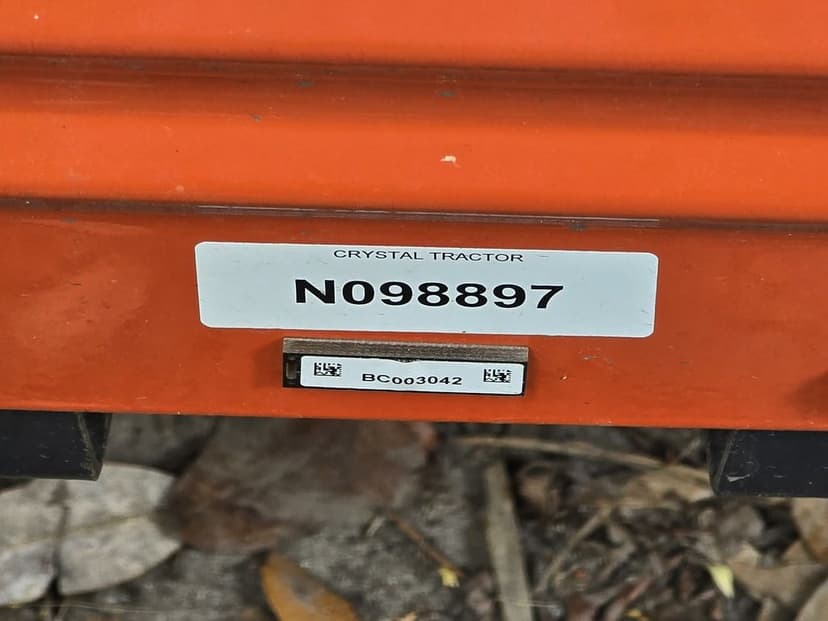 CRYSTAL TRACTOR
N098897
BC003042